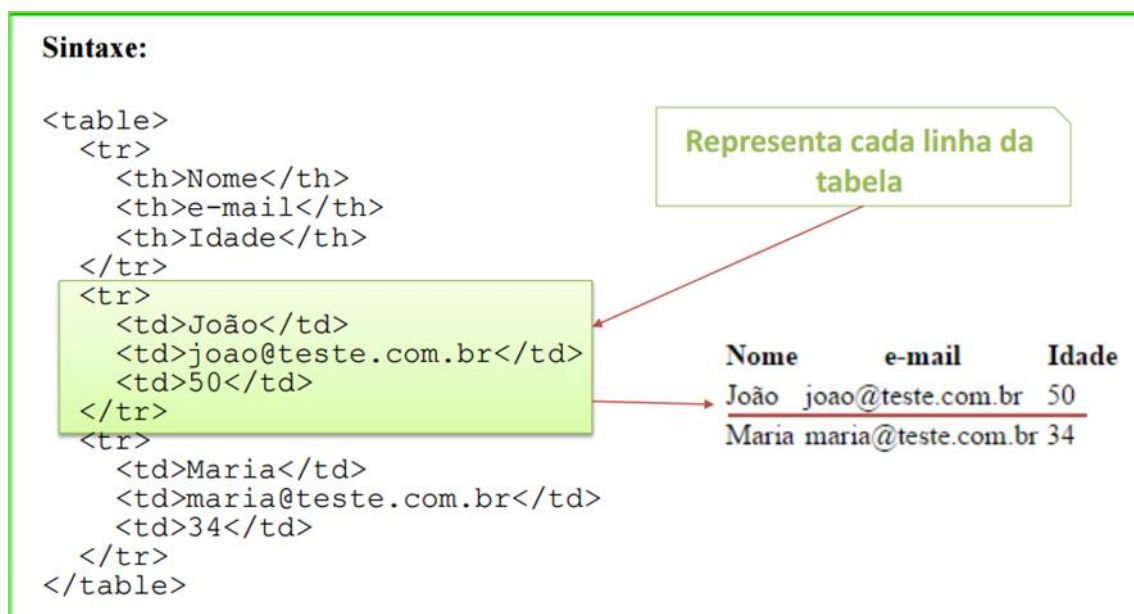 Sintaxe:
<table>
<tr>
<th>Nome</th>
<th>e-mail</th>
<th>Idade</th>
</tr>
<tr>
<td>João</td>
<td>joao@teste.com.br</td>
<td>50</td>
</tr>
<tr>
<td>Maria</td>
<td>maria@teste.com.br</td>
<td>34</td>
</tr>
</table>
Representa cada linha da
tabela
Nome e-mail Idade
João joao@teste.com.br 50
Maria maria@teste.com.br 34